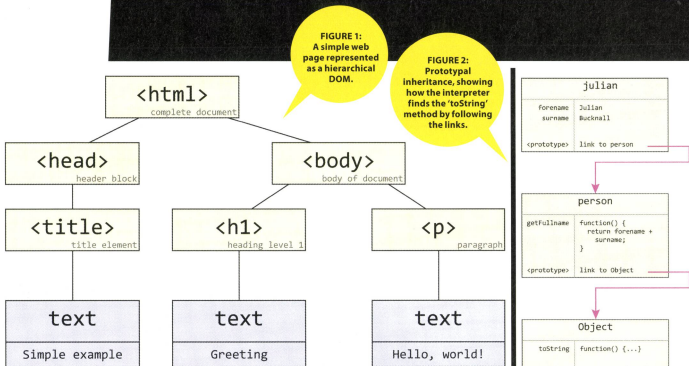 FIGURE 1:
A simple web
page represented
as a hierarchical
DOM.
FIGURE 2:
Prototypal
inheritance, showing
how the interpreter
finds the 'toString'
method by following
the links.
<html>
complete document
<head>
header block
<body>
body of document
<title>
title element
<h1>
heading level 1
<p>
paragraph
text
Simple example
text
Greeting
text
Hello, world!
julian
forename Julian
surname Bucknall
<prototype> link to person
person
getFullname function() {
return forename +
surname;
}
<prototype> link to Object
Object
toString function() {...}